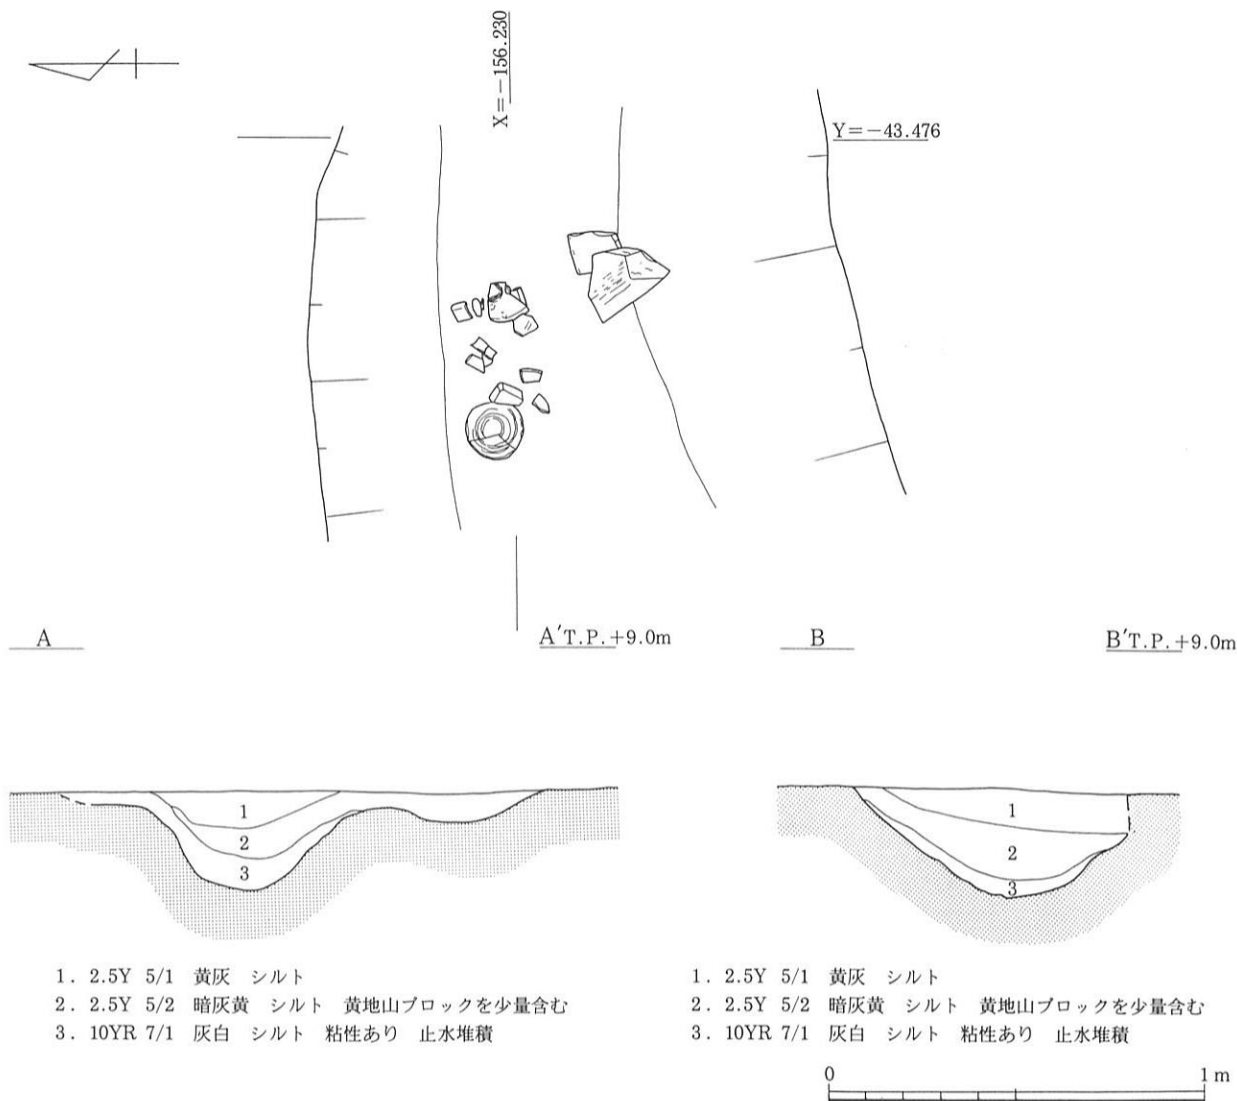 X=-156.230
Y=-43.476
A
A′T.P.+9.0m
B
B′T.P.+9.0m
1
2
3
1
2
3
1. 2.5Y 5/1 黄灰 シルト
2. 2.5Y 5/2 暗灰黄 シルト 黄地山ブロックを少量含む
3. 10YR 7/1 灰白 シルト 粘性あり 止水堆積
1. 2.5Y 5/1 黄灰 シルト
2. 2.5Y 5/2 暗灰黄 シルト 黄地山ブロックを少量含む
3. 10YR 7/1 灰白 シルト 粘性あり 止水堆積
0 1m